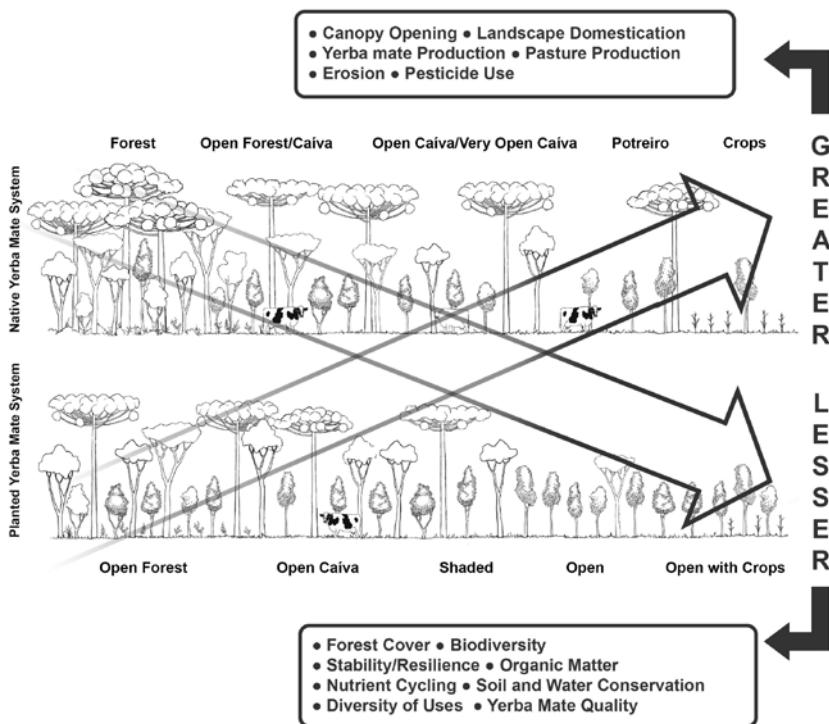 ● Canopy Opening ● Landscape Domestication
● Yerba mate Production ● Pasture Production
● Erosion ● Pesticide Use
Forest Open Forest/Caíva Open Caíva/Very Open Caíva Potreiro Crops
Native Yerba Mate System
GREATER
Planted Yerba Mate System
LESSER
Open Forest Open Caíva Shaded Open Open with Crops
● Forest Cover ● Biodiversity
● Stability/Resilience ● Organic Matter
● Nutrient Cycling ● Soil and Water Conservation
● Diversity of Uses ● Yerba Mate Quality